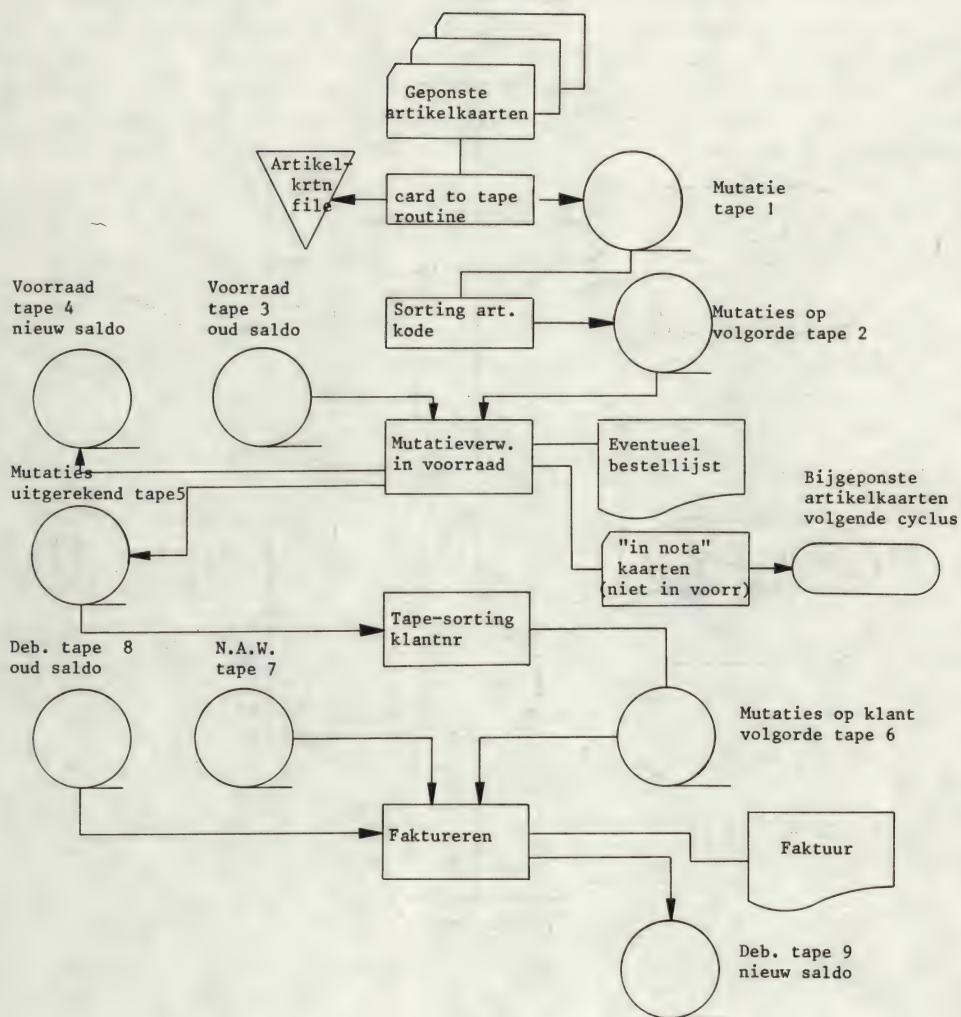 Geponste
artikelkaarten
Artikel-
krtn
file
card to tape
routine
Mutatie
tape 1
Voorraad
tape 4
nieuw saldo
Voorraad
tape 3
oud saldo
Sorting art.
kode
Mutaties op
volgorde tape 2
Mutatieverw.
in voorraad
Eventueel
bestellijst
Mutaties
uitgerekend tape5
Bijgeponste
artikelkaarten
volgende cyclus
"in nota"
kaarten
(niet in voorr)
Tape-sorting
klantnr
Deb. tape 8
oud saldo
N.A.W.
tape 7
Mutaties op klant
volgorde tape 6
Faktureren
Faktuur
Deb. tape 9
nieuw saldo